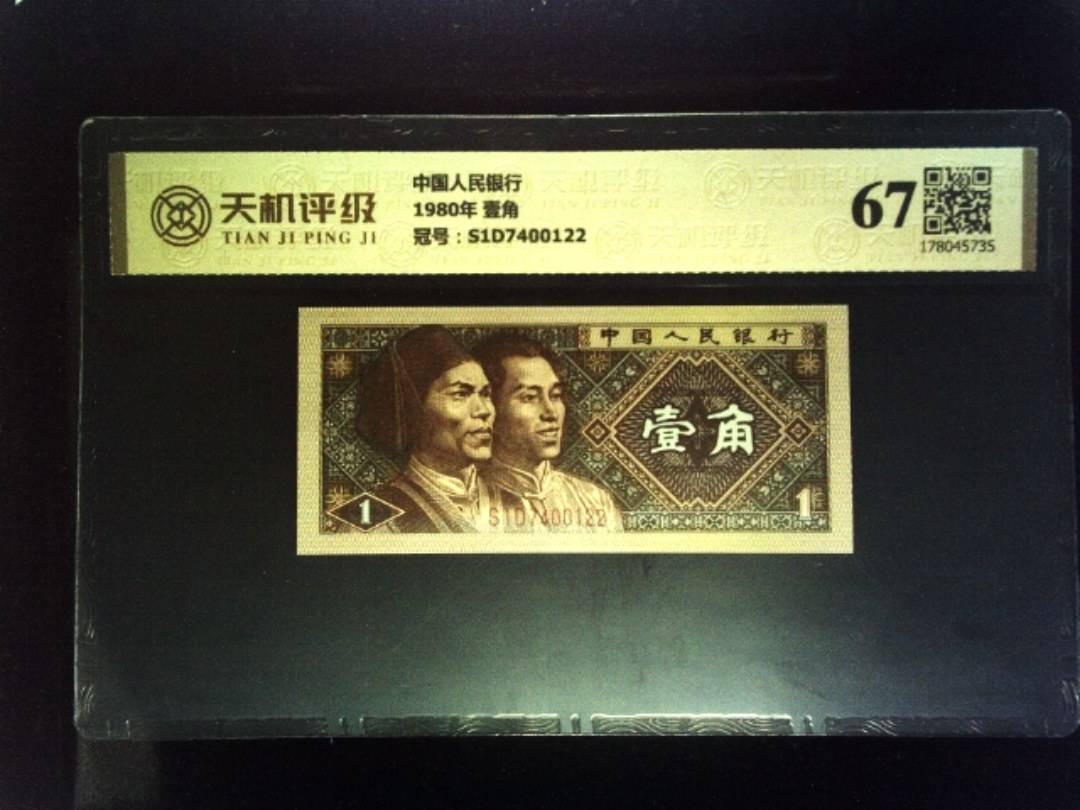 天机评级
TIAN JI PING JI
中国人民银行
1980年 壹角
冠号：S1D7400122
67
178045735
中国人民银行
壹角
1
S1D7400122
1